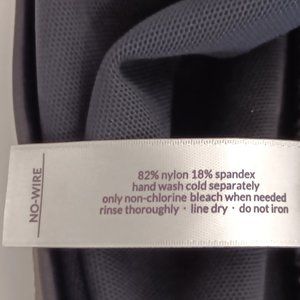 NO-WIRE
82% nylon 18% spandex
hand wash cold separately
only non-chlorine bleach when needed
rinse thoroughly · line dry · do not iron